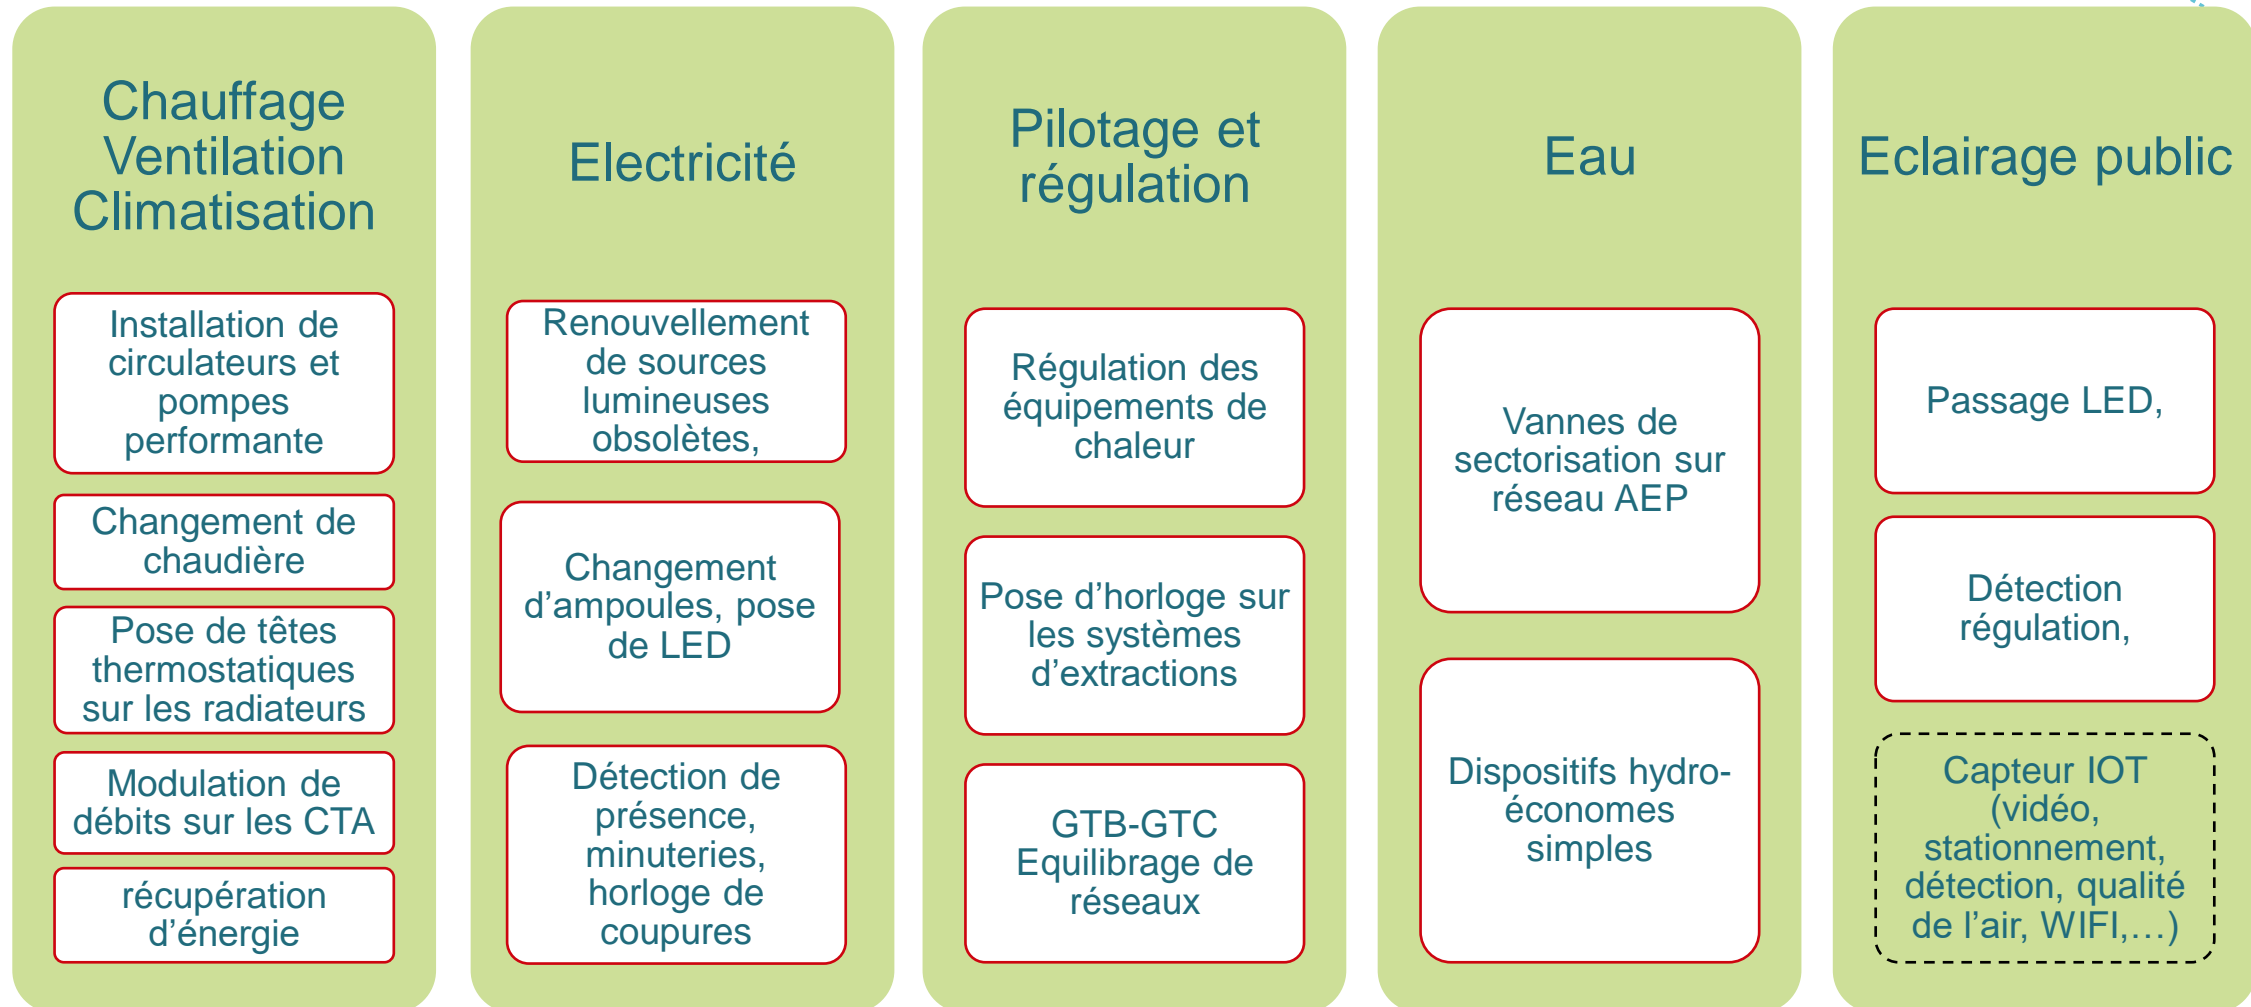 Chauffage
Ventilation
Climatisation
Installation de
circulateurs et
pompes
performante
Changement de
chaudière
Pose de têtes
thermostatiques
sur les radiateurs
Modulation de
débits sur les CTA
récupération
d’énergie
Electricité
Renouvellement
de sources
lumineuses
obsolètes,
Changement
d’ampoules, pose
de LED
Détection de
présence,
minuteries,
horloge de
coupures
Pilotage et
régulation
Régulation des
équipements de
chaleur
Pose d’horloge sur
les systèmes
d’extractions
GTB-GTC
Equilibrage de
réseaux
Eau
Vannes de
sectorisation sur
réseau AEP
Dispositifs hydro-
économes
simples
Eclairage public
Passage LED,
Détection
régulation,
Capteur IOT
(vidéo,
stationnement,
détection, qualité
de l’air, WIFI,…)